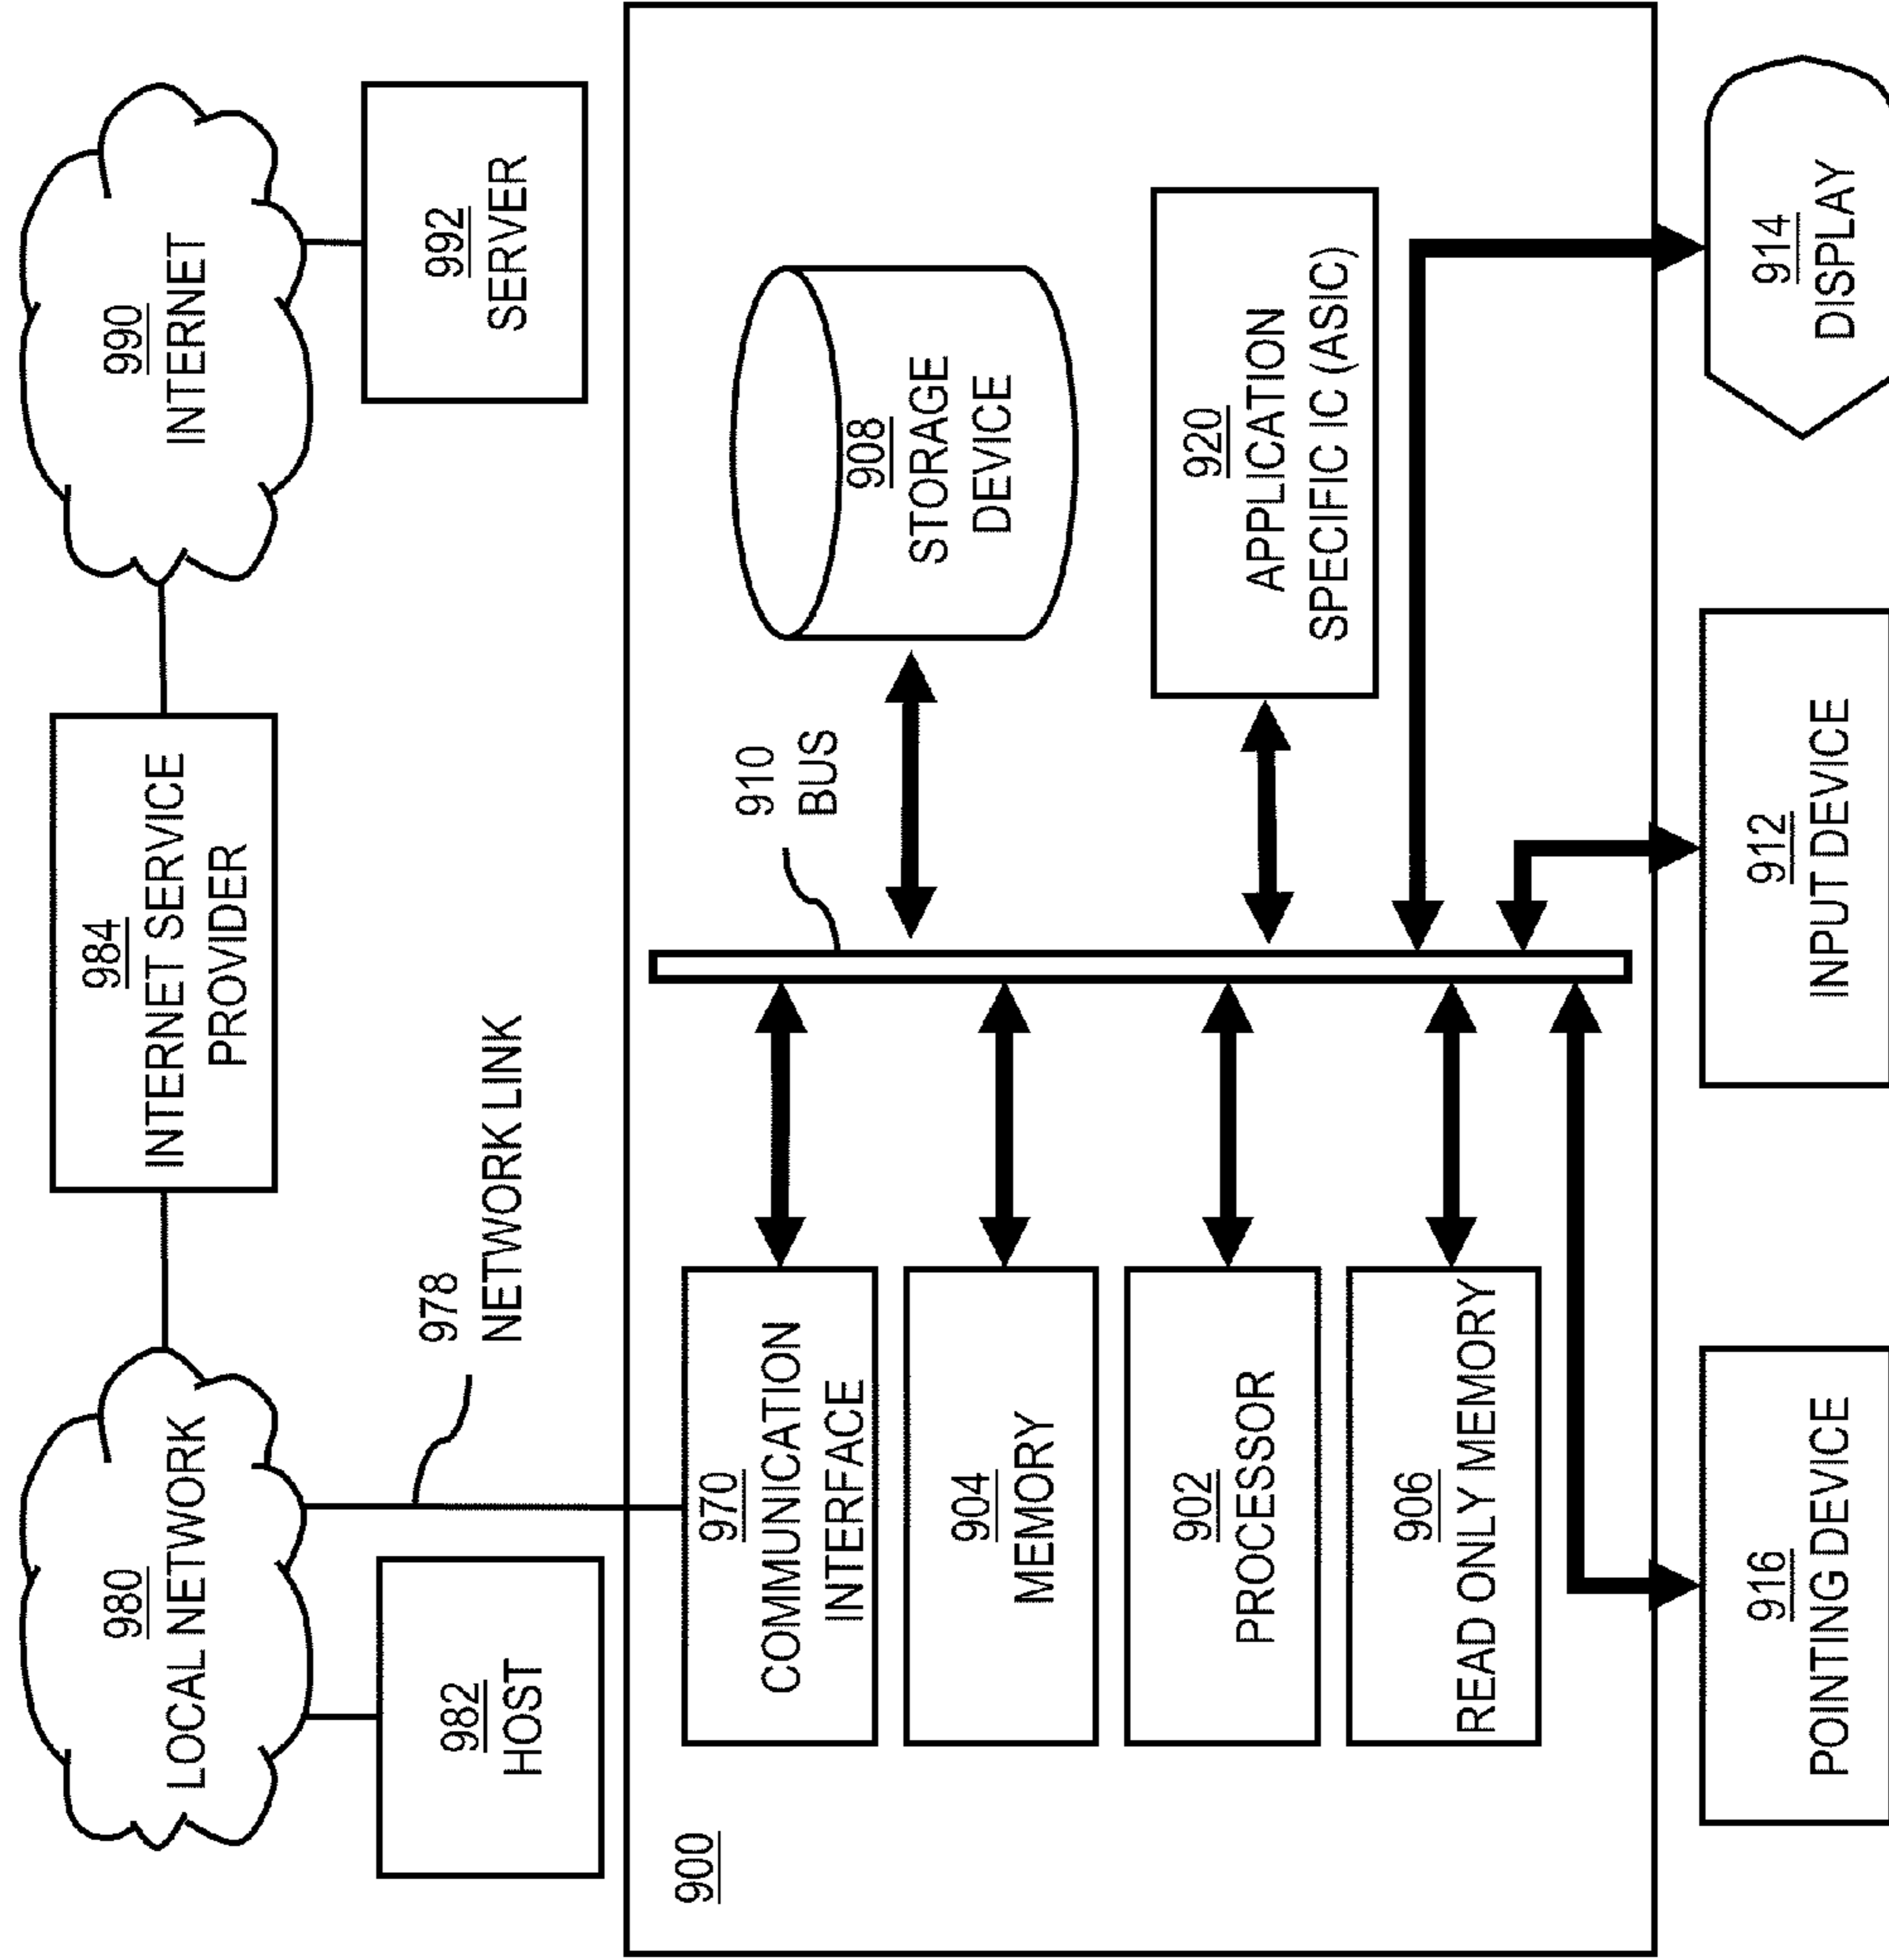 980
LOCAL NETWORK
984
INTERNET SERVICE
PROVIDER
990
INTERNET
982
HOST
978
NETWORK LINK
992
SERVER
900
970
COMMUNICATION
INTERFACE
910
BUS
908
STORAGE
DEVICE
904
MEMORY
902
PROCESSOR
920
APPLICATION
SPECIFIC IC (ASIC)
906
READ ONLY MEMORY
916
POINTING DEVICE
912
INPUT DEVICE
914
DISPLAY